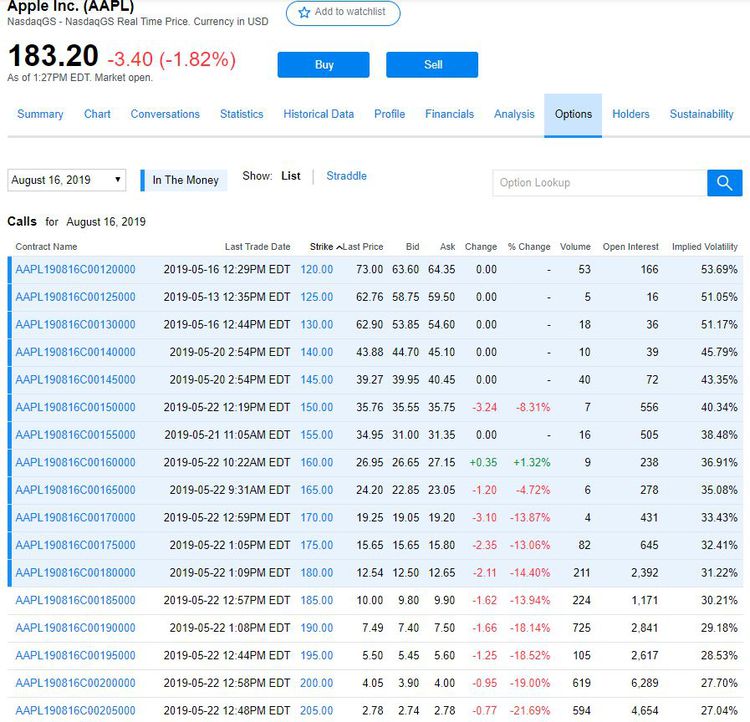 Apple Inc. (AAPL)
NasdaqGS - NasdaqGS Real Time Price. Currency in USD
Add to watchlist
183.20 -3.40 (-1.82%)
As of 1:27PM EDT. Market open.
Buy Sell
Summary Chart Conversations Statistics Historical Data Profile Financials Analysis Options Holders Sustainability
August 16, 2019 In The Money Show: List Straddle Option Lookup
Calls for August 16, 2019
Contract Name Last Trade Date Strike Last Price Bid Ask Change % Change Volume Open Interest Implied Volatility
AAPL190816C00120000 2019-05-16 12:29PM EDT 120.00 73.00 63.60 64.35 0.00 - 53 166 53.69%
AAPL190816C00125000 2019-05-13 12:35PM EDT 125.00 62.76 58.75 59.50 0.00 - 5 16 51.05%
AAPL190816C00130000 2019-05-16 12:44PM EDT 130.00 62.90 53.85 54.60 0.00 - 18 36 51.17%
AAPL190816C00140000 2019-05-20 2:54PM EDT 140.00 43.88 44.70 45.10 0.00 - 10 39 45.79%
AAPL190816C00145000 2019-05-20 2:54PM EDT 145.00 39.27 39.95 40.45 0.00 - 40 72 43.35%
AAPL190816C00150000 2019-05-22 12:19PM EDT 150.00 35.76 35.55 35.75 -3.24 -8.31% 7 556 40.34%
AAPL190816C00155000 2019-05-21 11:05AM EDT 155.00 34.95 31.00 31.35 0.00 - 16 505 38.48%
AAPL190816C00160000 2019-05-22 10:22AM EDT 160.00 26.95 26.65 27.15 +0.35 +1.32% 9 238 36.91%
AAPL190816C00165000 2019-05-22 9:31AM EDT 165.00 24.20 22.85 23.05 -1.20 -4.72% 6 278 35.08%
AAPL190816C00170000 2019-05-22 12:59PM EDT 170.00 19.25 19.05 19.20 -3.10 -13.87% 4 431 33.43%
AAPL190816C00175000 2019-05-22 1:05PM EDT 175.00 15.65 15.65 15.80 -2.35 -13.06% 82 645 32.41%
AAPL190816C00180000 2019-05-22 1:09PM EDT 180.00 12.54 12.50 12.65 -2.11 -14.40% 211 2,392 31.22%
AAPL190816C00185000 2019-05-22 12:57PM EDT 185.00 10.00 9.80 9.90 -1.62 -13.94% 224 1,171 30.21%
AAPL190816C00190000 2019-05-22 1:08PM EDT 190.00 7.49 7.40 7.50 -1.66 -18.14% 725 2,841 29.18%
AAPL190816C00195000 2019-05-22 12:44PM EDT 195.00 5.50 5.45 5.60 -1.25 -18.52% 105 2,617 28.53%
AAPL190816C00200000 2019-05-22 12:58PM EDT 200.00 4.05 3.90 4.00 -0.95 -19.00% 619 6,289 27.70%
AAPL190816C00205000 2019-05-22 12:48PM EDT 205.00 2.78 2.74 2.78 -0.77 -21.69% 594 4,654 27.04%